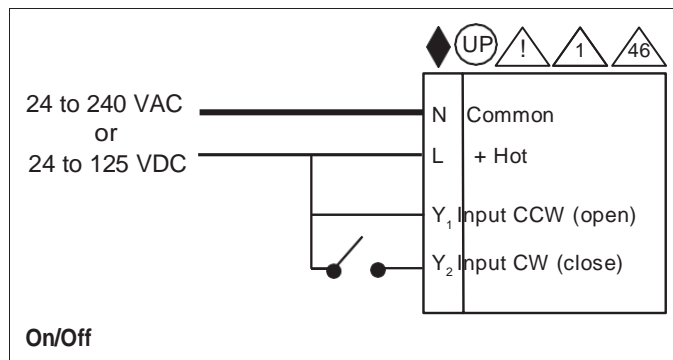 UP ! 1 46
24 to 240 VAC
or
24 to 125 VDC
N Common
L + Hot
Y1 Input CCW (open)
Y2 Input CW (close)
On/Off